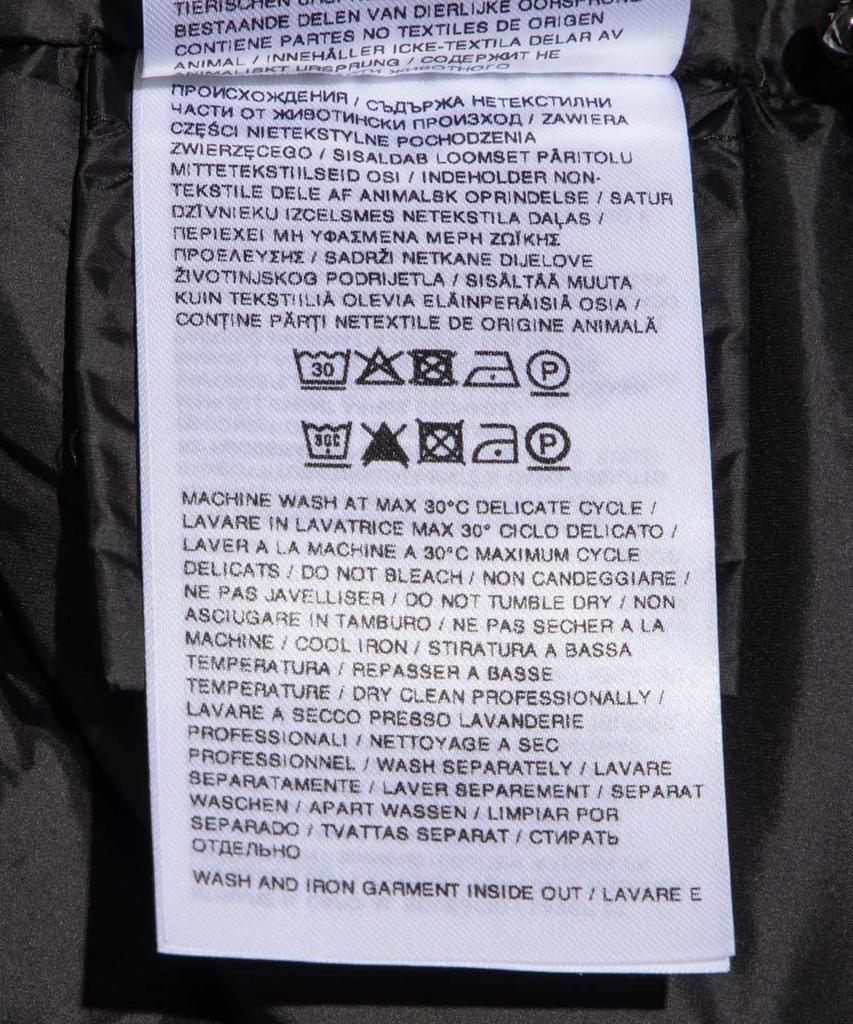 TIERISCHEN
BESTAANDE DELEN VAN DIERLIJKE OORSPRONG
CONTIENE PARTES NO TEXTILES DE ORIGEN
ANIMAL / INNEHÅLLER ICKE-TEXTILA DELAR AV
ANIMALISKT URSPRUNG / СОДЕРЖИТ НЕ
ЖИВОТНОГО
ПРОИСХОЖДЕНИЯ / СЪДЪРЖА НЕТЕКСТИЛНИ
ЧАСТИ ОТ ЖИВОТИНСКИ ПРОИЗХОД / ZAWIERA
CZĘŚCI NIETEKSTYLNE POCHODZENIA
ZWIERZĘCEGO / SISALDAB LOOMSET PÄRITOLU
MITTETEKSTIILSEID OSI / INDEHOLDER NON-
TEKSTILE DELE AF ANIMALSK OPRINDELSE / SATUR
DZĪVNIEKU IZCELSMES NETEKSTILA DAĻAS /
ΠΕΡΙΕΧΕΙ ΜΗ ΥΦΑΣΜΕΝΑ ΜΕΡΗ ΖΩΪΚΗΣ
ΠΡΟΕΛΕΥΣΗΣ / SADRŽI NETKANE DIJELOVE
ŽIVOTINJSKOG PODRIJETLA / SISÄLTÄÄ MUUTA
KUIN TEKSTIILIÄ OLEVIA ELÄINPERÄISIÄ OSIA /
CONȚINE PĂRȚI NETEXTILE DE ORIGINE ANIMALĂ
30 P
30C P
MACHINE WASH AT MAX 30°C DELICATE CYCLE /
LAVARE IN LAVATRICE MAX 30° CICLO DELICATO /
LAVER A LA MACHINE A 30°C MAXIMUM CYCLE
DELICATS / DO NOT BLEACH / NON CANDEGGIARE /
NE PAS JAVELLISER / DO NOT TUMBLE DRY / NON
ASCIUGARE IN TAMBURO / NE PAS SECHER A LA
MACHINE / COOL IRON / STIRATURA A BASSA
TEMPERATURA / REPASSER A BASSE
TEMPERATURE / DRY CLEAN PROFESSIONALLY /
LAVARE A SECCO PRESSO LAVANDERIE
PROFESSIONALI / NETTOYAGE A SEC
PROFESSIONNEL / WASH SEPARATELY / LAVARE
SEPARATAMENTE / LAVER SEPAREMENT / SEPARAT
WASCHEN / APART WASSEN / LIMPIAR POR
SEPARADO / TVATTAS SEPARAT / СТИРАТЬ
ОТДЕЛЬНО
WASH AND IRON GARMENT INSIDE OUT / LAVARE E